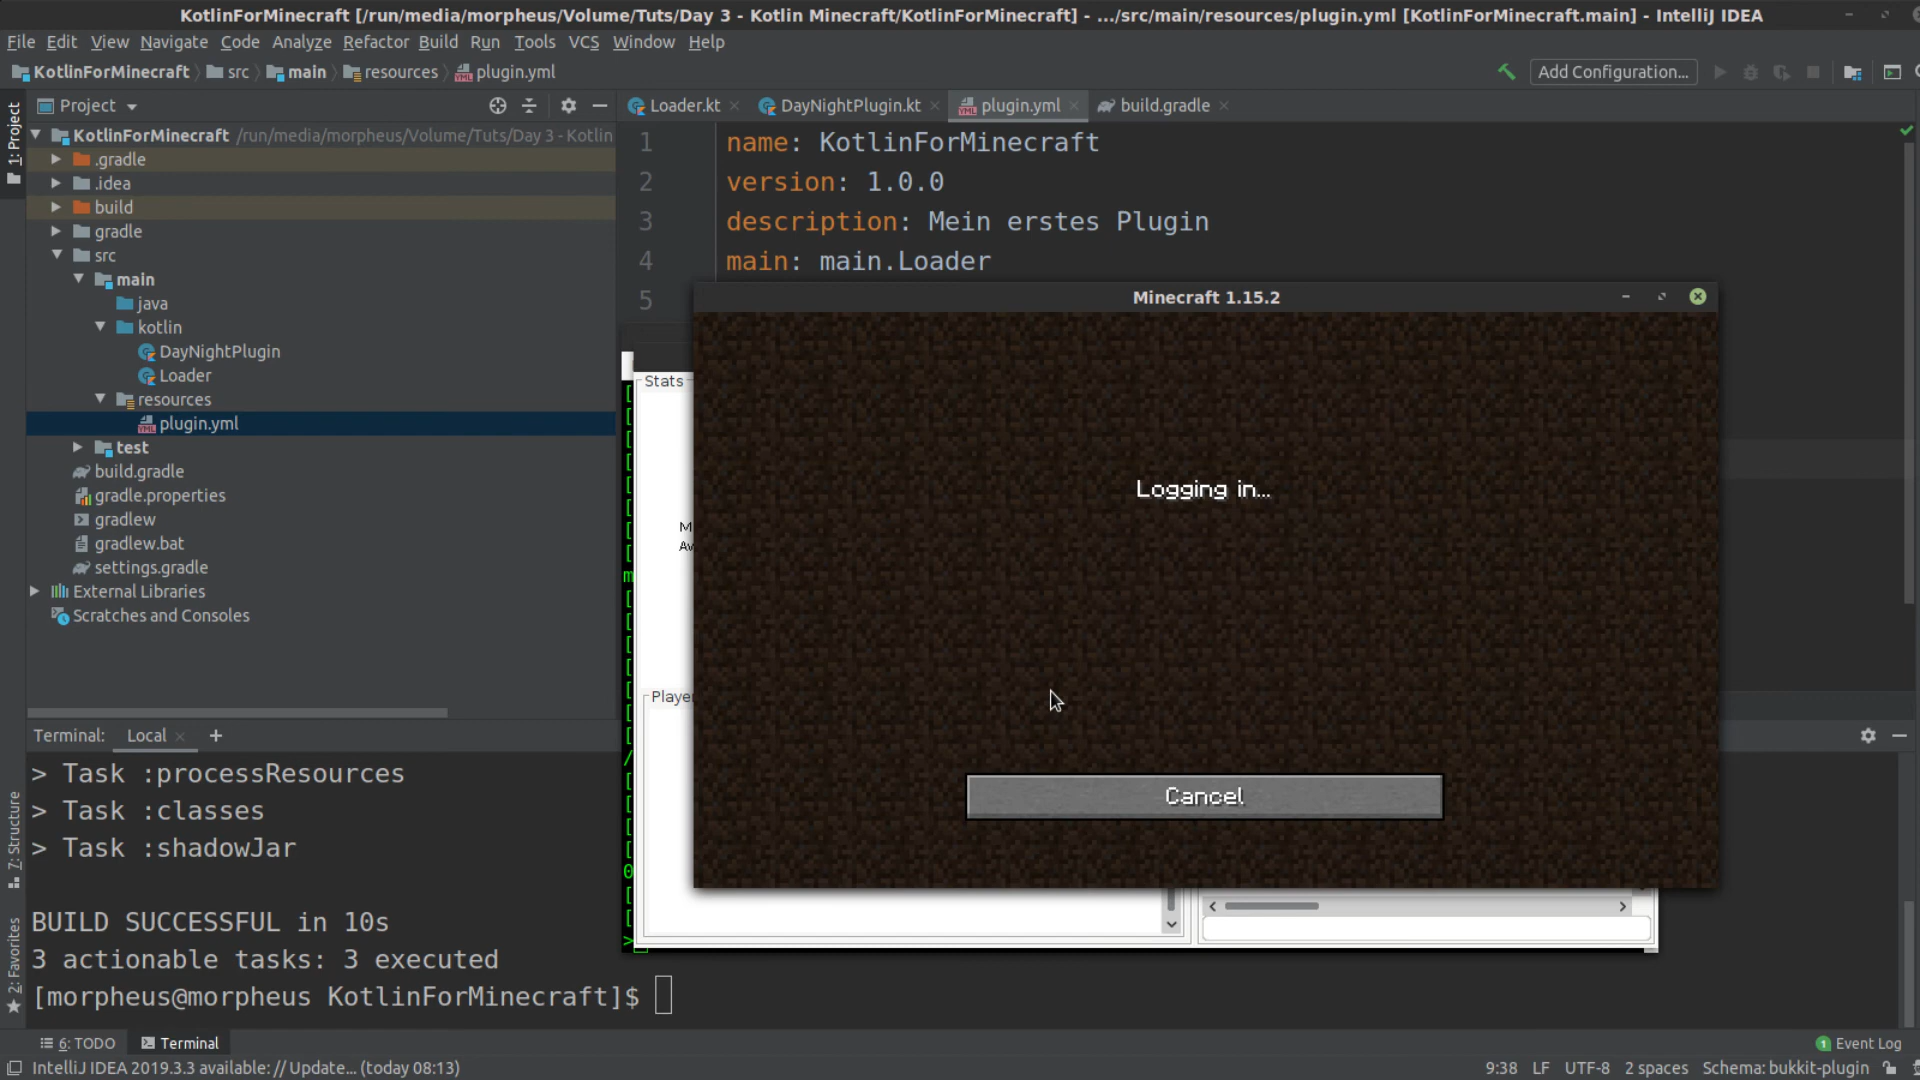 KotlinForMinecraft [/run/media/morpheus/Volume/Tuts/Day 3 - Kotlin Minecraft/KotlinForMinecraft] - .../src/main/resources/plugin.yml [KotlinForMinecraft.main] - IntelliJ IDEA
File Edit View Navigate Code Analyze Refactor Build Run Tools VCS Window Help
KotlinForMinecraft src main resources plugin.yml Add Configuration...
1: Project
Project
Loader.kt DayNightPlugin.kt plugin.yml build.gradle
KotlinForMinecraft /run/media/morpheus/Volume/Tuts/Day 3 - Kotlin
.gradle
.idea
build
gradle
src
main
java
kotlin
DayNightPlugin
Loader
resources
plugin.yml
test
build.gradle
gradle.properties
gradlew
gradlew.bat
settings.gradle
External Libraries
Scratches and Consoles
1 name: KotlinForMinecraft
2 version: 1.0.0
3 description: Mein erstes Plugin
4 main: main.Loader
5
Minecraft 1.15.2
Stats
Logging in...
Cancel
Terminal: Local +
> Task :processResources
> Task :classes
> Task :shadowJar
BUILD SUCCESSFUL in 10s
3 actionable tasks: 3 executed
[morpheus@morpheus KotlinForMinecraft]$
7: Structure
2: Favorites
6: TODO Terminal 1 Event Log
IntelliJ IDEA 2019.3.3 available: // Update... (today 08:13) 9:38 LF UTF-8 2 spaces Schema: bukkit-plugin